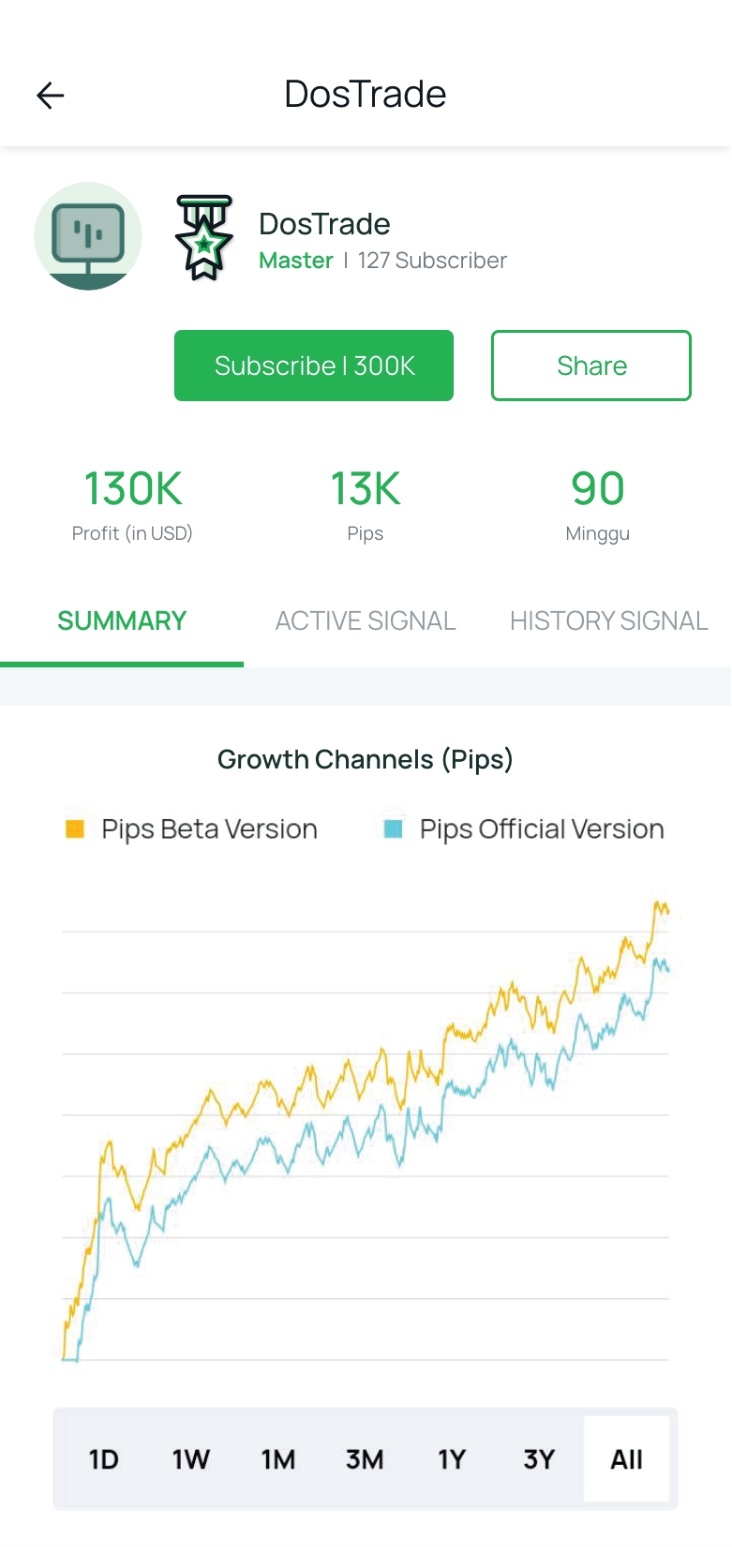 DosTrade
DosTrade
Master | 127 Subscriber
Subscribe | 300K
Share
130K 13K 90
Profit (in USD) Pips Minggu
SUMMARY ACTIVE SIGNAL HISTORY SIGNAL
Growth Channels (Pips)
Pips Beta Version Pips Official Version
1D 1W 1M 3M 1Y 3Y All